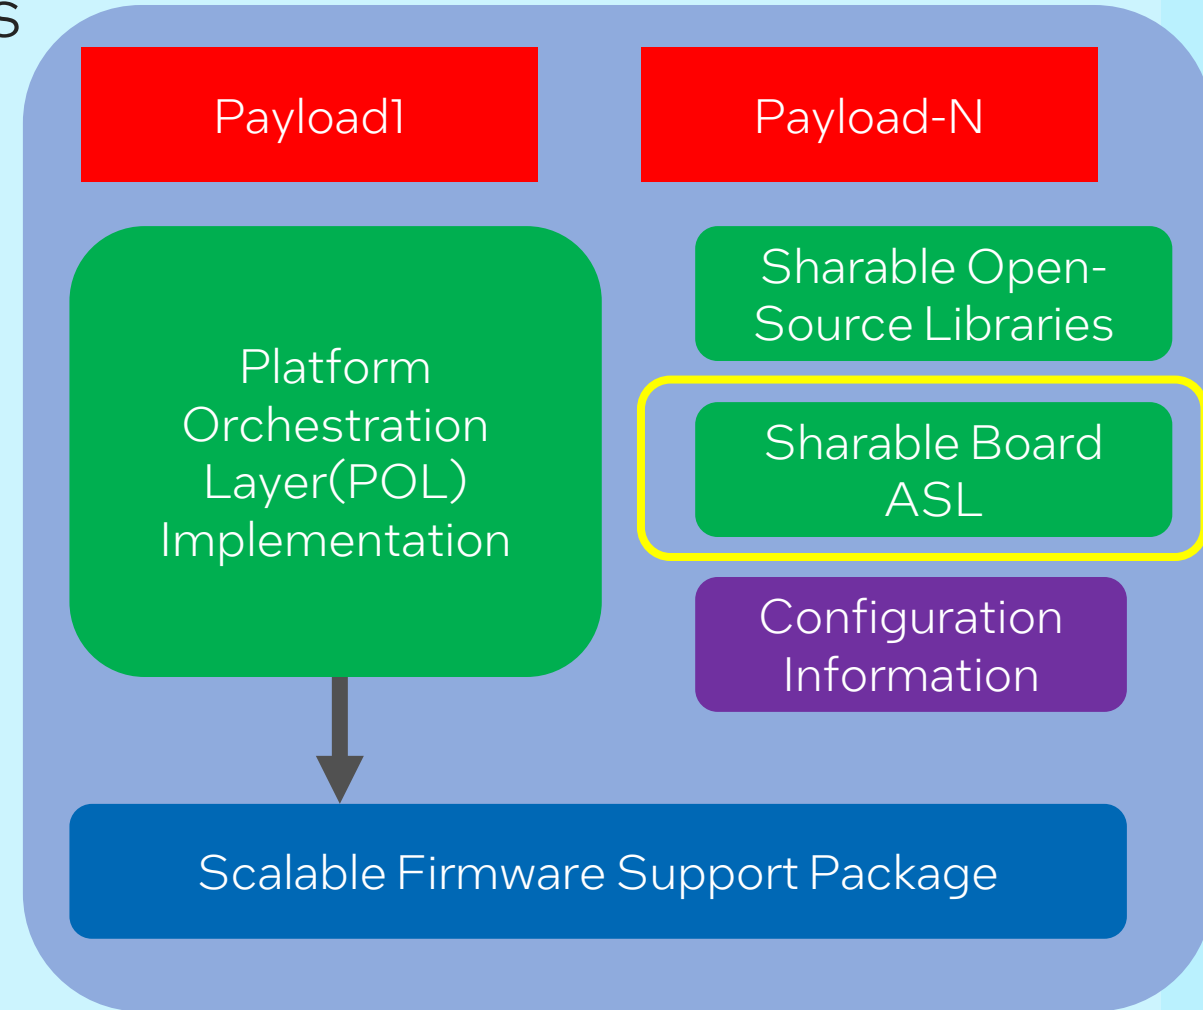 s
Payload1
Payload-N
Platform
Orchestration
Layer(POL)
Implementation
Sharable Open-
Source Libraries
Sharable Board
ASL
Configuration
Information
Scalable Firmware Support Package